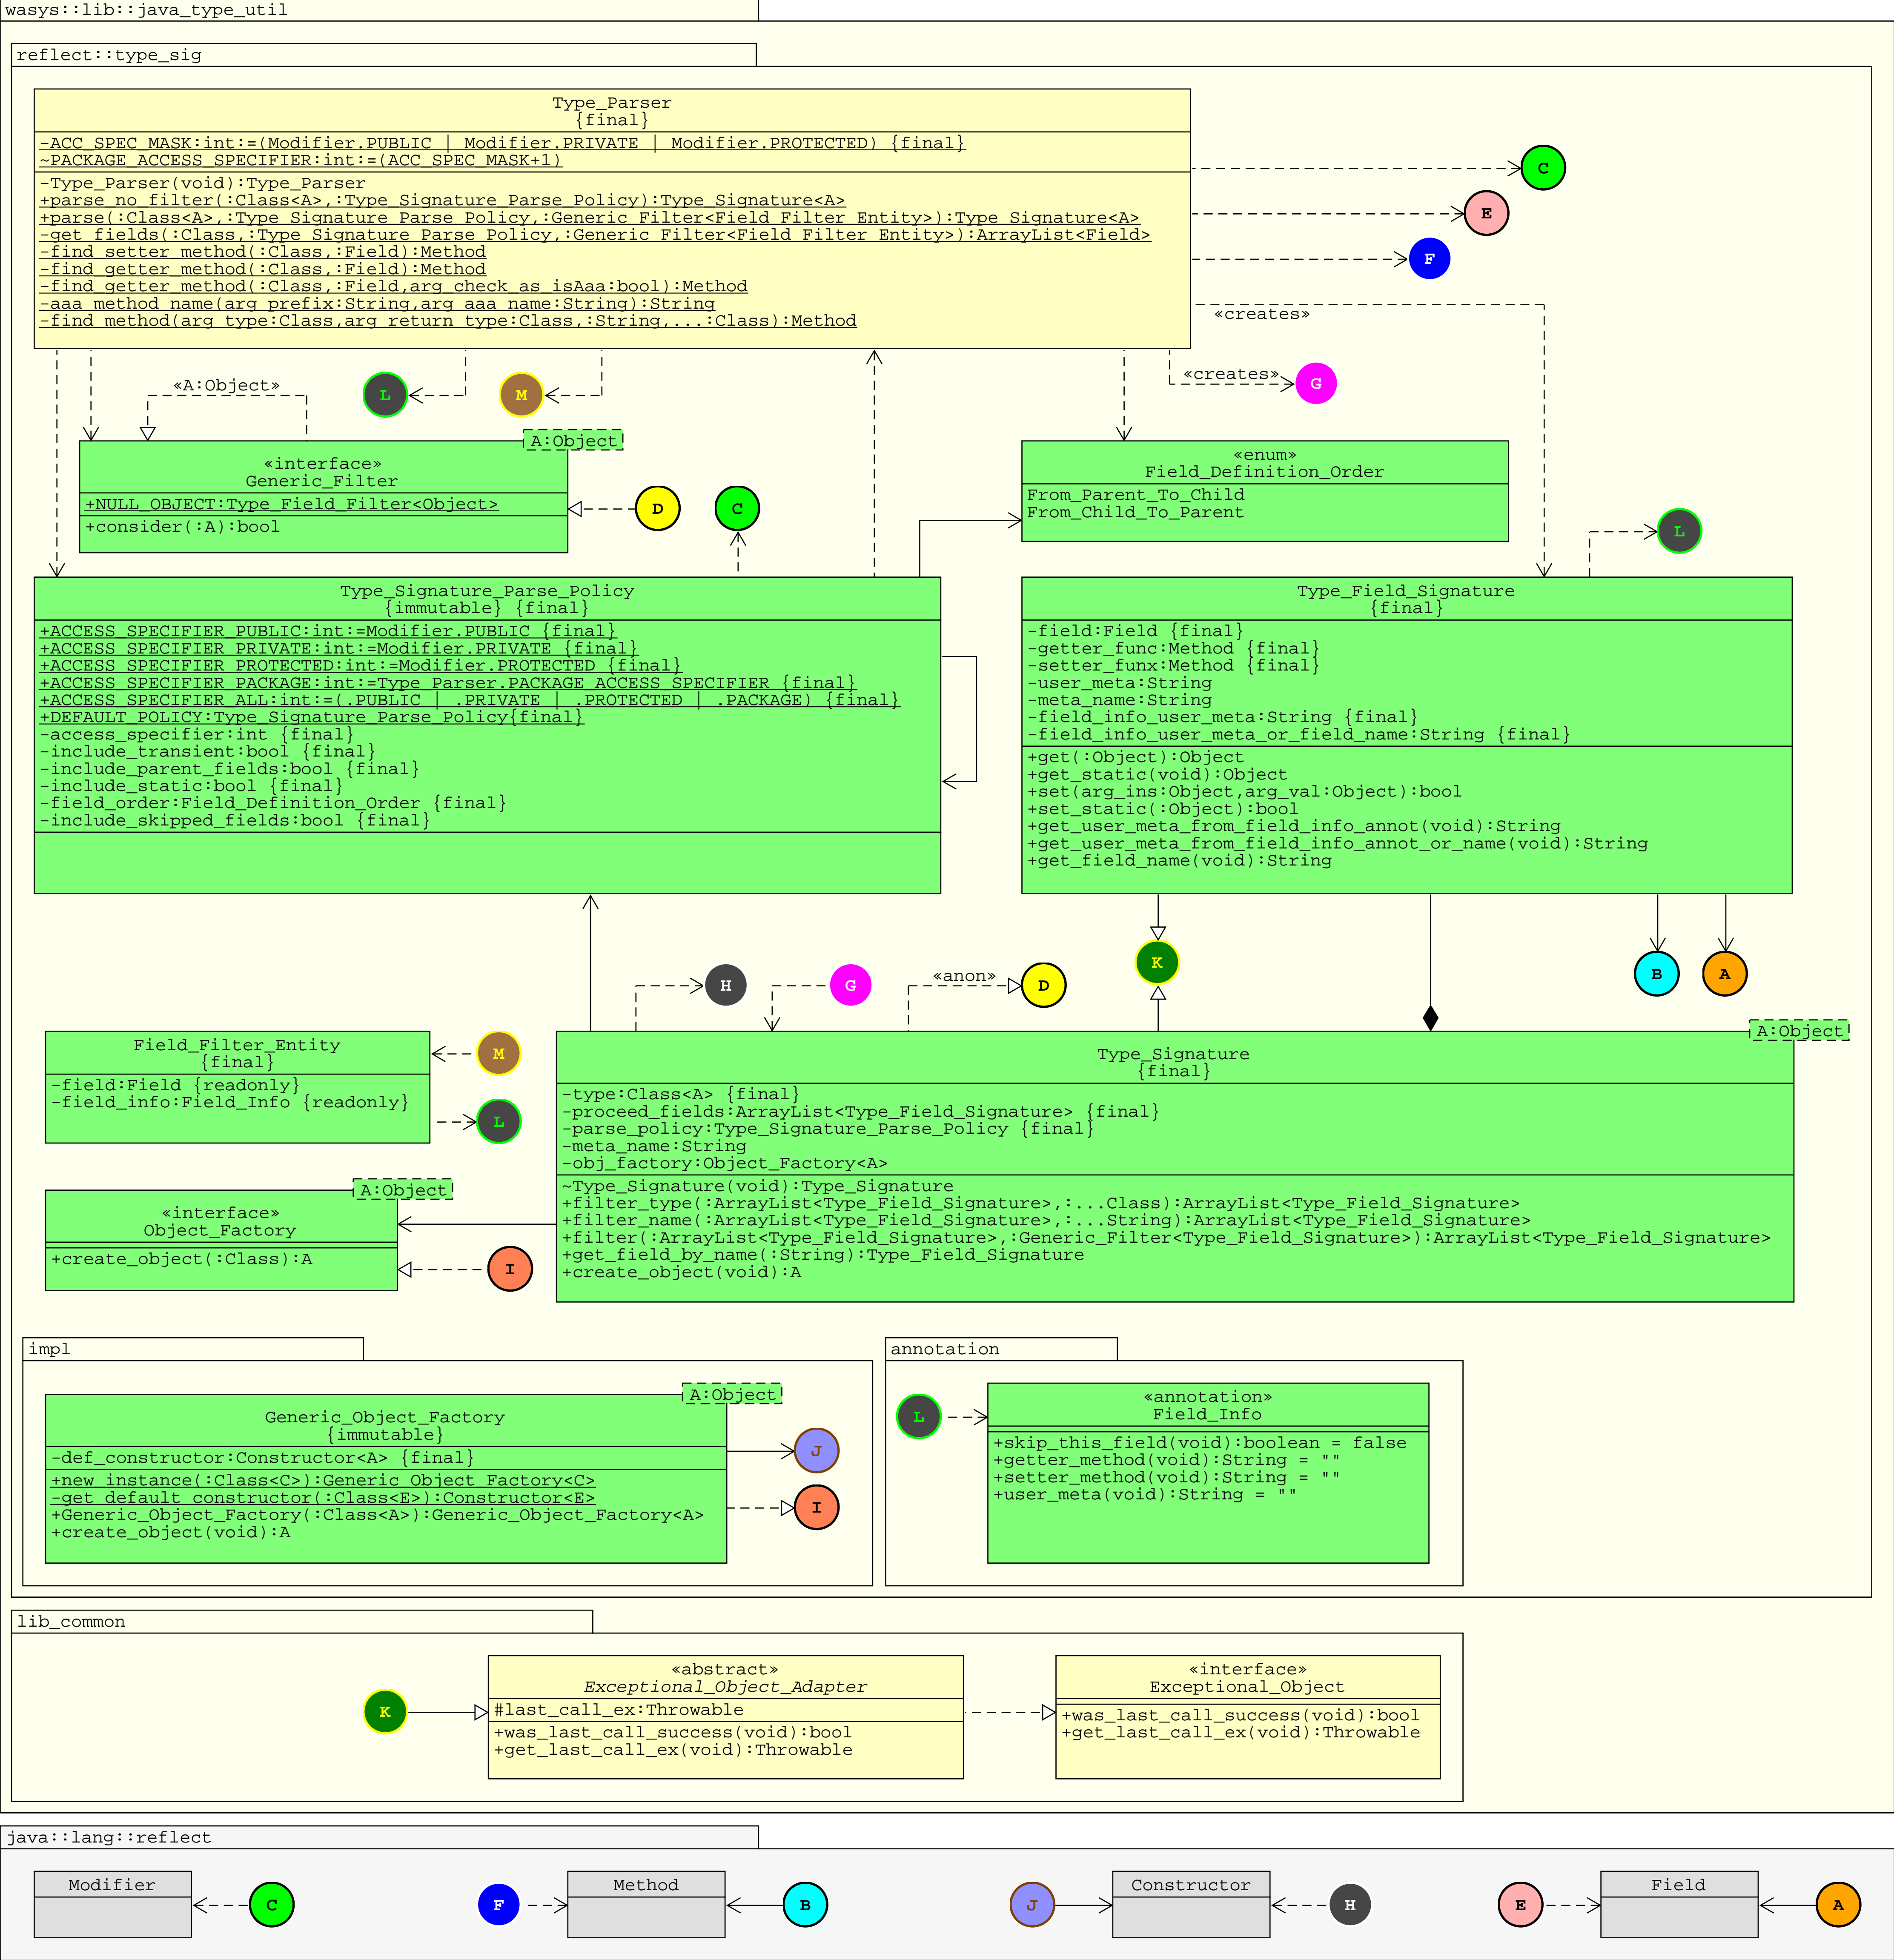 wasys::lib::java_type_util
reflect::type_sig
Type_Parser
{final}
-ACC_SPEC_MASK:int:=(Modifier.PUBLIC | Modifier.PRIVATE | Modifier.PROTECTED) {final}
~PACKAGE_ACCESS_SPECIFIER:int:=(ACC_SPEC_MASK+1)
-Type_Parser(void):Type_Parser
+parse_no_filter(:Class<A>,:Type_Signature_Parse_Policy):Type_Signature<A>
+parse(:Class<A>,:Type_Signature_Parse_Policy,:Generic_Filter<Field_Filter_Entity>):Type_Signature<A>
-get_fields(:Class,:Type_Signature_Parse_Policy,:Generic_Filter<Field_Filter_Entity>):ArrayList<Field>
-find_setter_method(:Class,:Field):Method
-find_getter_method(:Class,:Field):Method
-find_getter_method(:Class,:Field,arg_check_as_isAaa:bool):Method
-aaa_method_name(arg_prefix:String,arg_aaa_name:String):String
-find_method(arg_type:Class,arg_return_type:Class,:String,...:Class):Method
C
E
F
«creates»
«A:Object»
L
M
«creates»
G
A:Object
«interface»
Generic_Filter
+NULL_OBJECT:Type_Field_Filter<Object>
+consider(:A):bool
D
C
«enum»
Field_Definition_Order
From_Parent_To_Child
From_Child_To_Parent
L
Type_Signature_Parse_Policy
{immutable} {final}
+ACCESS_SPECIFIER_PUBLIC:int:=Modifier.PUBLIC {final}
+ACCESS_SPECIFIER_PRIVATE:int:=Modifier.PRIVATE {final}
+ACCESS_SPECIFIER_PROTECTED:int:=Modifier.PROTECTED {final}
+ACCESS_SPECIFIER_PACKAGE:int:=Type_Parser.PACKAGE_ACCESS_SPECIFIER {final}
+ACCESS_SPECIFIER_ALL:int:=(.PUBLIC | .PRIVATE | .PROTECTED | .PACKAGE) {final}
+DEFAULT_POLICY:Type_Signature_Parse_Policy{final}
-access_specifier:int {final}
-include_transient:bool {final}
-include_parent_fields:bool {final}
-include_static:bool {final}
-field_order:Field_Definition_Order {final}
-include_skipped_fields:bool {final}
Type_Field_Signature
{final}
-field:Field {final}
-getter_func:Method {final}
-setter_funx:Method {final}
-user_meta:String
-meta_name:String
-field_info_user_meta:String {final}
-field_info_user_meta_or_field_name:String {final}
+get(:Object):Object
+get_static(void):Object
+set(arg_ins:Object,arg_val:Object):bool
+set_static(:Object):bool
+get_user_meta_from_field_info_annot(void):String
+get_user_meta_from_field_info_annot_or_name(void):String
+get_field_name(void):String
K
B
A
H
G
«anon»
D
Field_Filter_Entity
{final}
-field:Field {readonly}
-field_info:Field_Info {readonly}
M
L
A:Object
Type_Signature
{final}
-type:Class<A> {final}
-proceed_fields:ArrayList<Type_Field_Signature> {final}
-parse_policy:Type_Signature_Parse_Policy {final}
-meta_name:String
-obj_factory:Object_Factory<A>
~Type_Signature(void):Type_Signature
+filter_type(:ArrayList<Type_Field_Signature>,:...Class):ArrayList<Type_Field_Signature>
+filter_name(:ArrayList<Type_Field_Signature>,:...String):ArrayList<Type_Field_Signature>
+filter(:ArrayList<Type_Field_Signature>,:Generic_Filter<Type_Field_Signature>):ArrayList<Type_Field_Signature>
+get_field_by_name(:String):Type_Field_Signature
+create_object(void):A
A:Object
«interface»
Object_Factory
+create_object(:Class):A
I
impl
A:Object
Generic_Object_Factory
{immutable}
-def_constructor:Constructor<A> {final}
+new_instance(:Class<C>):Generic_Object_Factory<C>
-get_default_constructor(:Class<E>):Constructor<E>
+Generic_Object_Factory(:Class<A>):Generic_Object_Factory<A>
+create_object(void):A
J
I
annotation
L
«annotation»
Field_Info
+skip_this_field(void):boolean = false
+getter_method(void):String = ""
+setter_method(void):String = ""
+user_meta(void):String = ""
lib_common
K
«abstract»
Exceptional_Object_Adapter
#last_call_ex:Throwable
+was_last_call_success(void):bool
+get_last_call_ex(void):Throwable
«interface»
Exceptional_Object
+was_last_call_success(void):bool
+get_last_call_ex(void):Throwable
java::lang::reflect
Modifier
C
F
Method
B
J
Constructor
H
E
Field
A